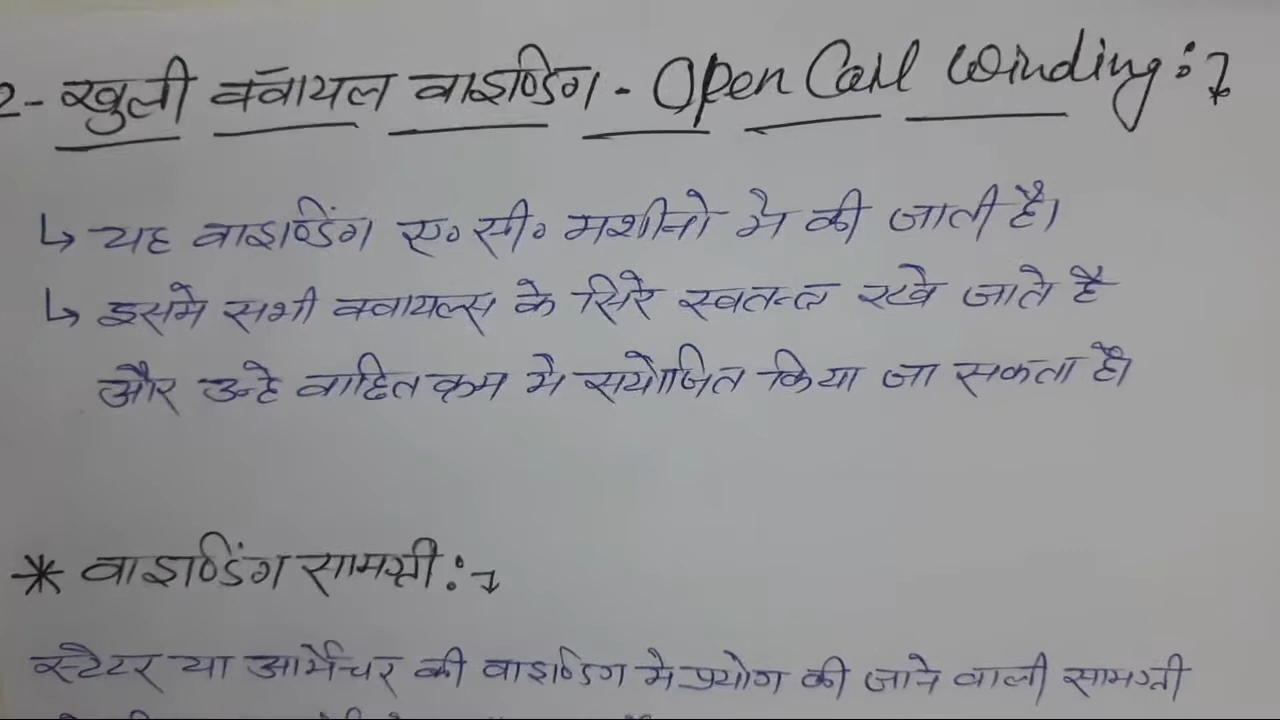 2- खुली क्वॉयल वाइण्डिग - Open Coil Winding :→
↳ यह वाइण्डिंग ए॰ सी॰ मशीनो मे की जाती है।
↳ इसमे सभी क्वायल्स के सिरे स्वतन्त्र रखे जाते है
और उन्हे वाहित क्रम मे सयोजित किया जा सकता है।
* वाइण्डिंग सामग्री :→
स्टैटर या आर्मेचर की वाइण्डिग मे प्रयोग की जाने वाली सामग्री